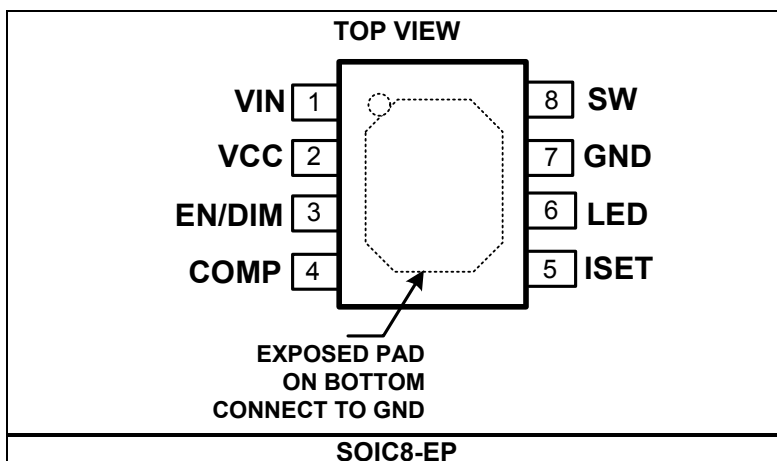 TOP VIEW
VIN 1
8 SW
VCC 2
7 GND
EN/DIM 3
6 LED
COMP 4
5 ISET
EXPOSED PAD
ON BOTTOM
CONNECT TO GND
SOIC8-EP